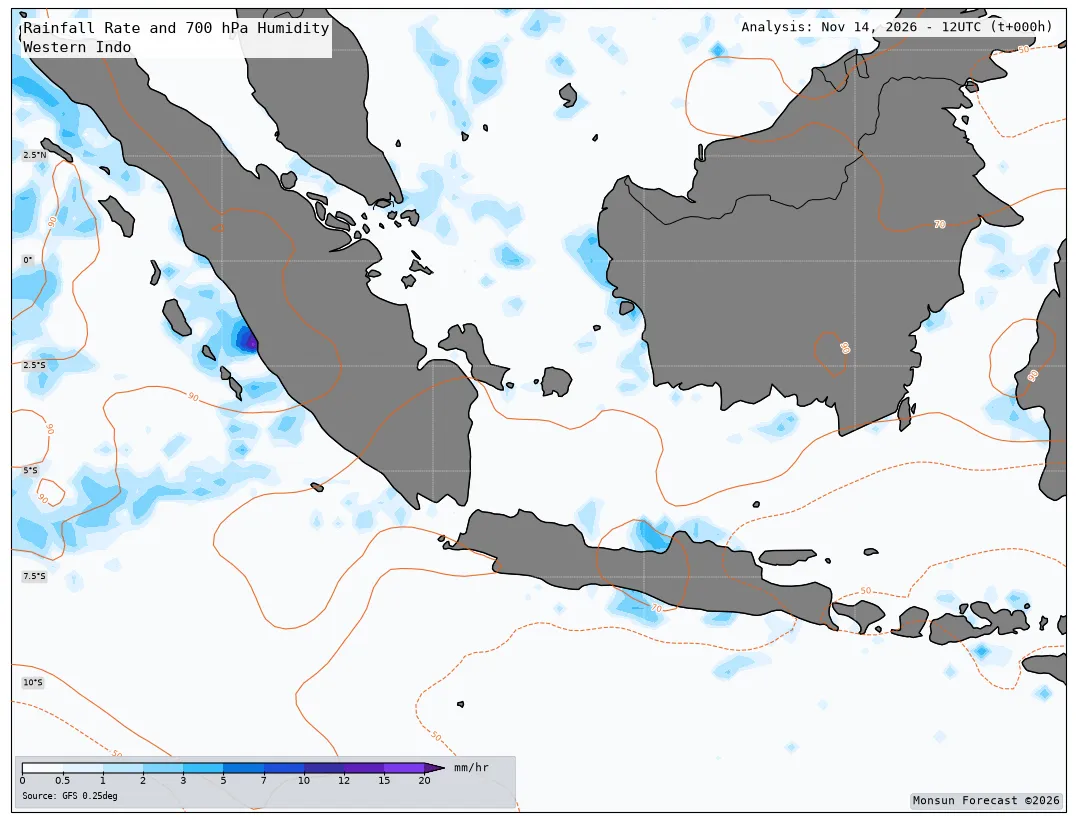 Rainfall Rate and 700 hPa Humidity
Western Indo
Analysis: Nov 14, 2026 - 12UTC (t+000h)
50
2.5°N
90
70
0°
2.5°S
90
90
90
90
5°S
90
7.5°S
50
70
10°S
50
50
mm/hr
0 0.5 1 2 3 5 7 10 12 15 20
Source: GFS 0.25deg
Monsun Forecast ©2026